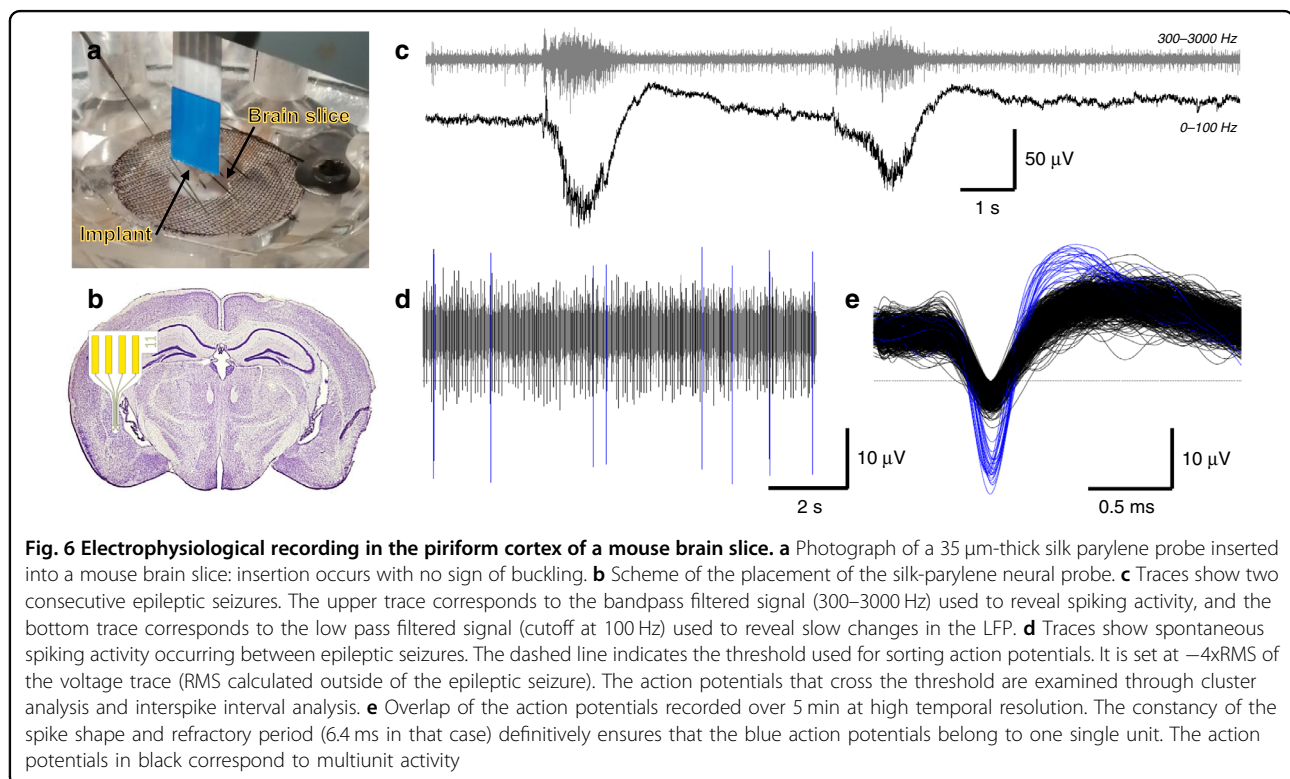 a
Brain slice
Implant
b
c
300–3000 Hz
0–100 Hz
50 µV
1 s
d
10 µV
2 s
e
10 µV
0.5 ms
Fig. 6 Electrophysiological recording in the piriform cortex of a mouse brain slice. a Photograph of a 35 µm-thick silk parylene probe inserted
into a mouse brain slice: insertion occurs with no sign of buckling. b Scheme of the placement of the silk-parylene neural probe. c Traces show two
consecutive epileptic seizures. The upper trace corresponds to the bandpass filtered signal (300–3000 Hz) used to reveal spiking activity, and the
bottom trace corresponds to the low pass filtered signal (cutoff at 100 Hz) used to reveal slow changes in the LFP. d Traces show spontaneous
spiking activity occurring between epileptic seizures. The dashed line indicates the threshold used for sorting action potentials. It is set at −4xRMS of
the voltage trace (RMS calculated outside of the epileptic seizure). The action potentials that cross the threshold are examined through cluster
analysis and interspike interval analysis. e Overlap of the action potentials recorded over 5 min at high temporal resolution. The constancy of the
spike shape and refractory period (6.4 ms in that case) definitively ensures that the blue action potentials belong to one single unit. The action
potentials in black correspond to multiunit activity